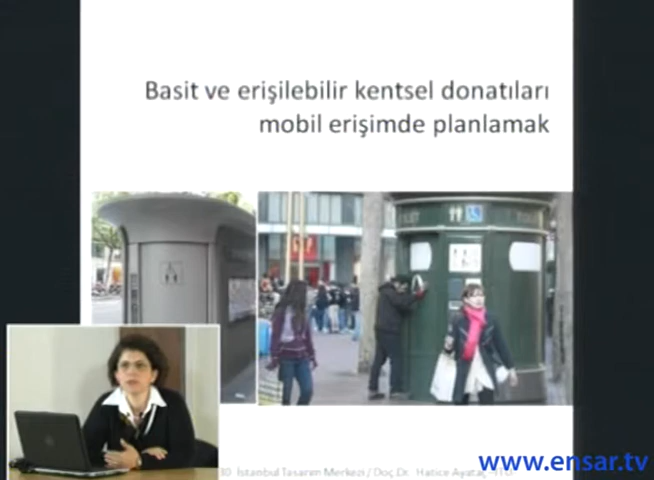 Basit ve erişilebilir kentsel donatıları
mobil erişimde planlamak
İstanbul Tasarım Merkezi / Doç.Dr. Hatice Ayataç
www.ensar.tv